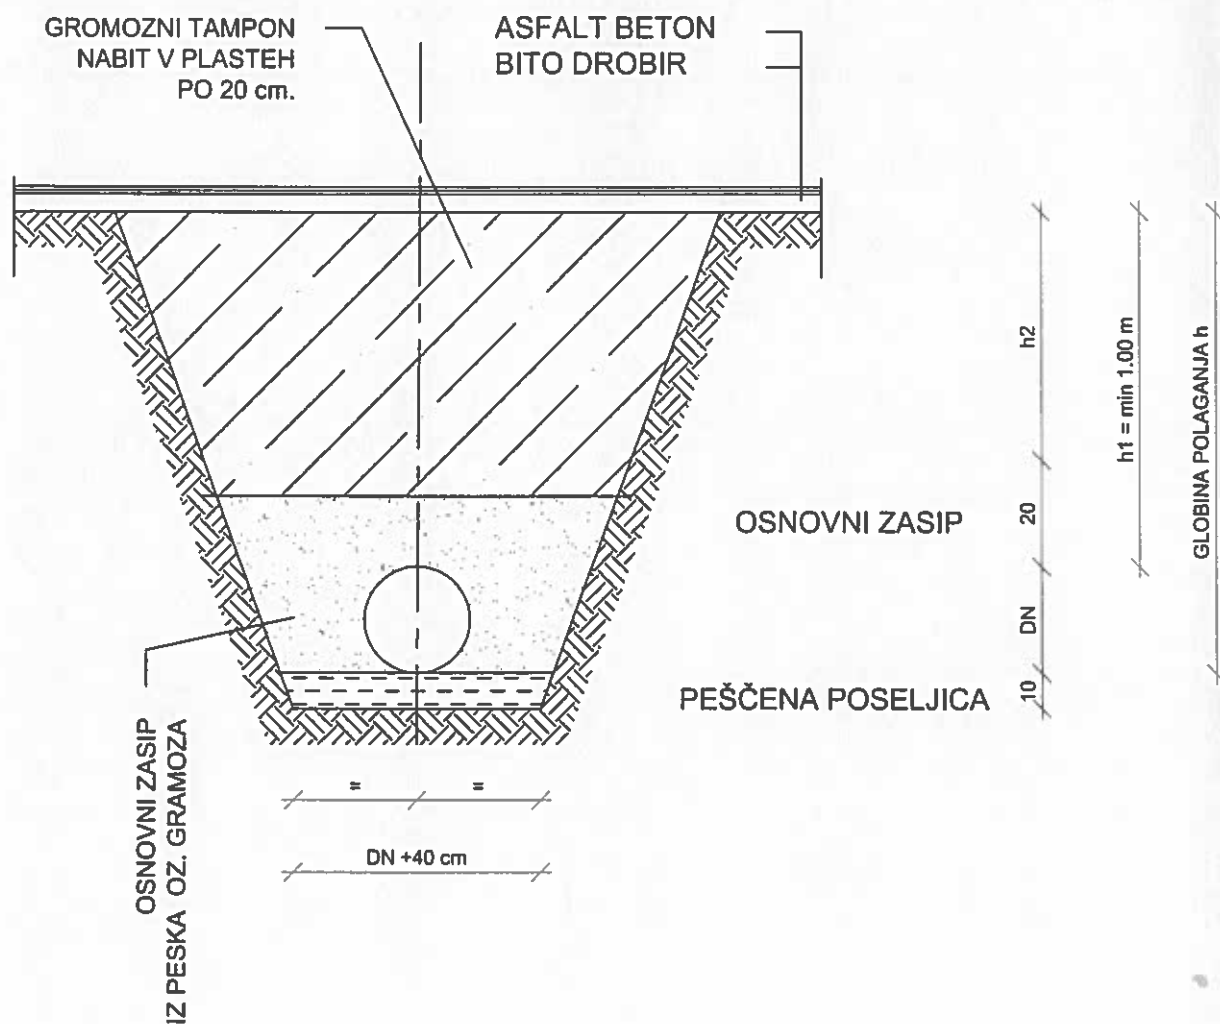 GROMOZNI TAMPON
NABIT V PLASTEH
PO 20 cm.
ASFALT BETON
BITO DROBIR
h2
h1 = min 1.00 m
GLOBINA POLAGANJA h
OSNOVNI ZASIP
20
DN
PEŠČENA POSELJICA
10
OSNOVNI ZASIP
IZ PESKA OZ. GRAMOZA
= =
DN +40 cm